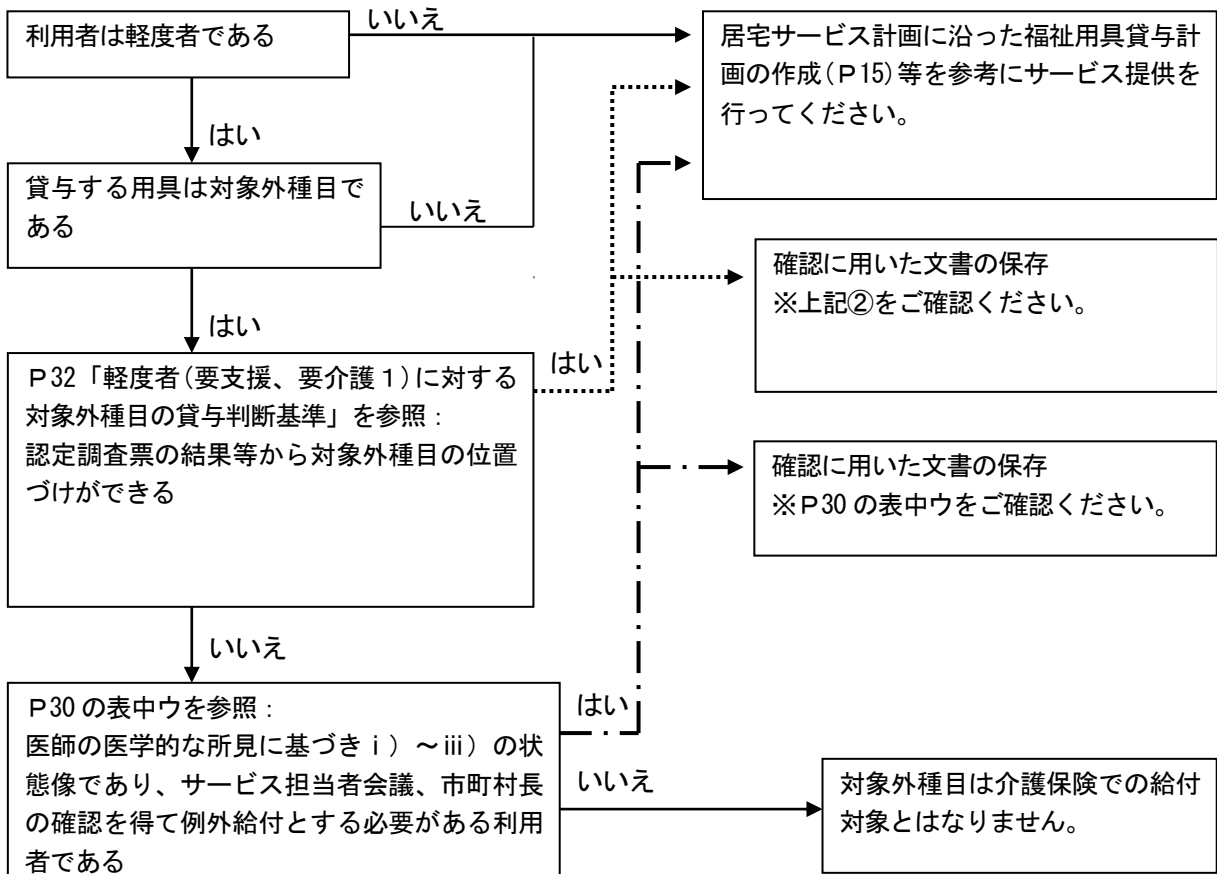 利用者は軽度者である
いいえ
居宅サービス計画に沿った福祉用具貸与計
画の作成(Ｐ15)等を参考にサービス提供を
行ってください。
はい
貸与する用具は対象外種目で
ある
いいえ
確認に用いた文書の保存
※上記②をご確認ください。
はい
Ｐ32「軽度者(要支援、要介護１)に対する
対象外種目の貸与判断基準」を参照：
認定調査票の結果等から対象外種目の位置
づけができる
はい
確認に用いた文書の保存
※Ｐ30 の表中ウをご確認ください。
いいえ
Ｐ30 の表中ウを参照：
医師の医学的な所見に基づきⅰ）～ⅲ）の状
態像であり、サービス担当者会議、市町村長
の確認を得て例外給付とする必要がある利用
者である
はい
いいえ
対象外種目は介護保険での給付
対象とはなりません。